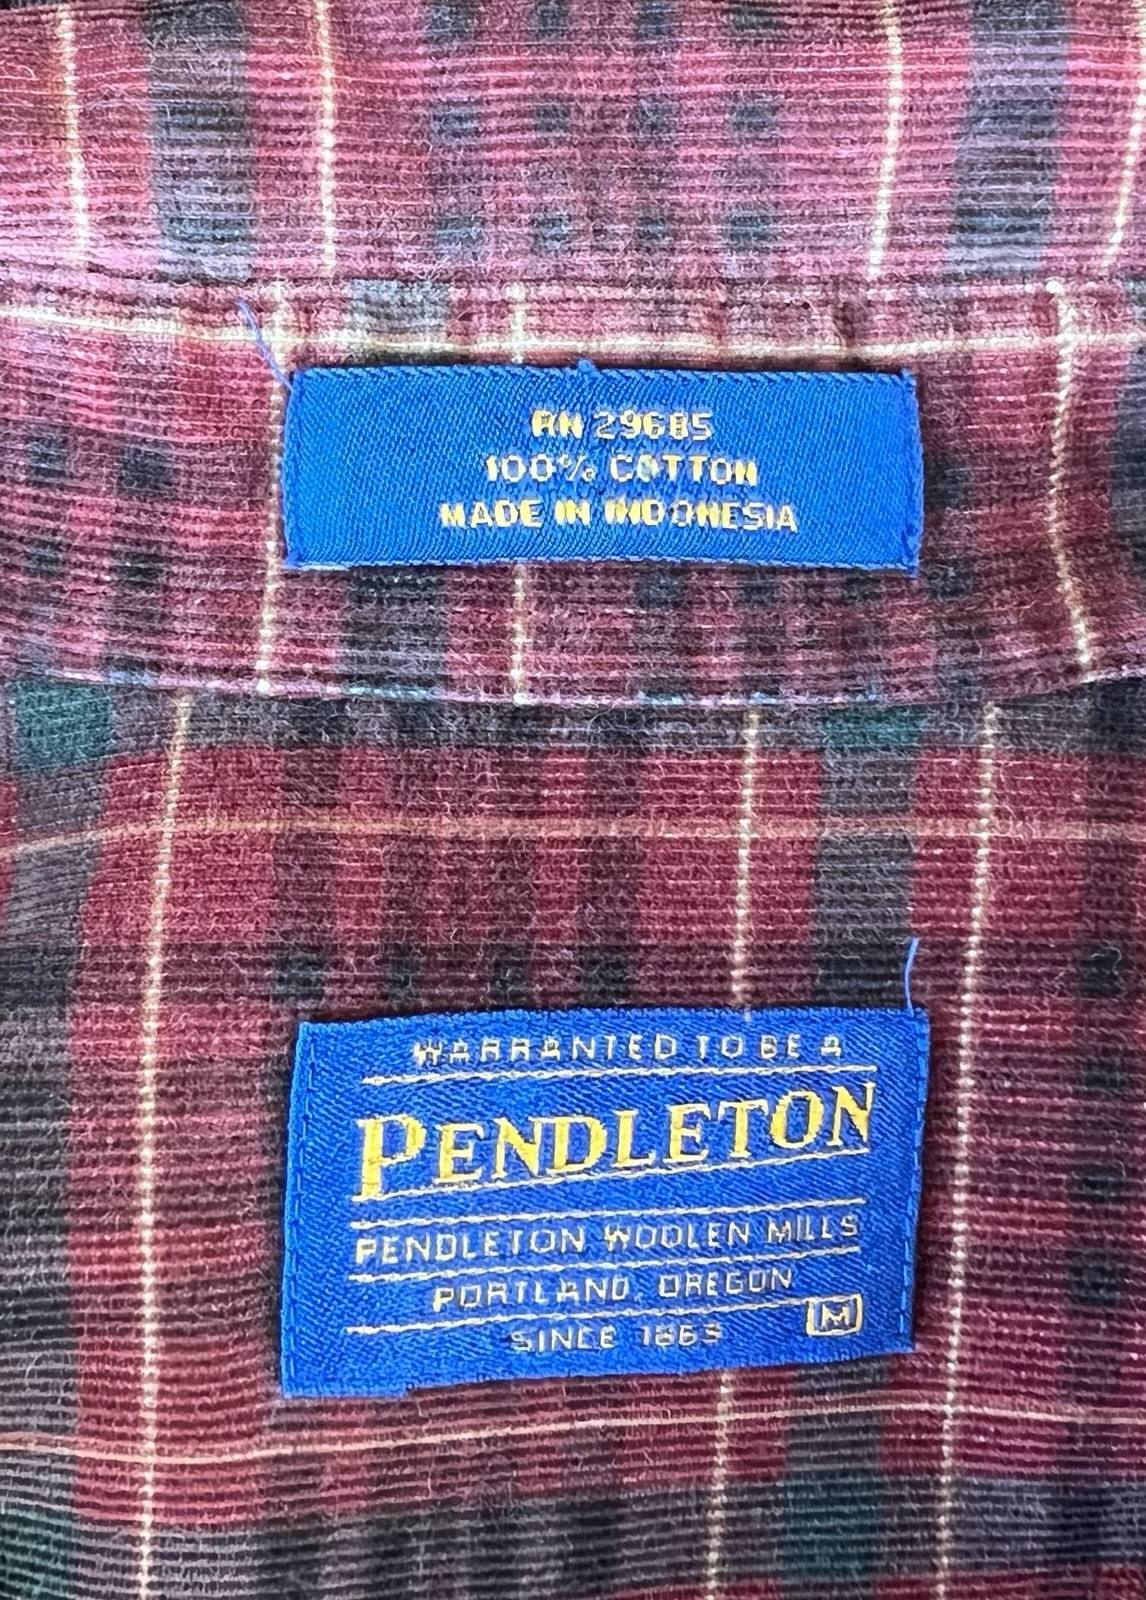 RN 29685
100% COTTON
MADE IN INDONESIA
WARRANTED TO BE A
PENDLETON
PENDLETON WOOLEN MILLS
PORTLAND, OREGON
SINCE 1863
M